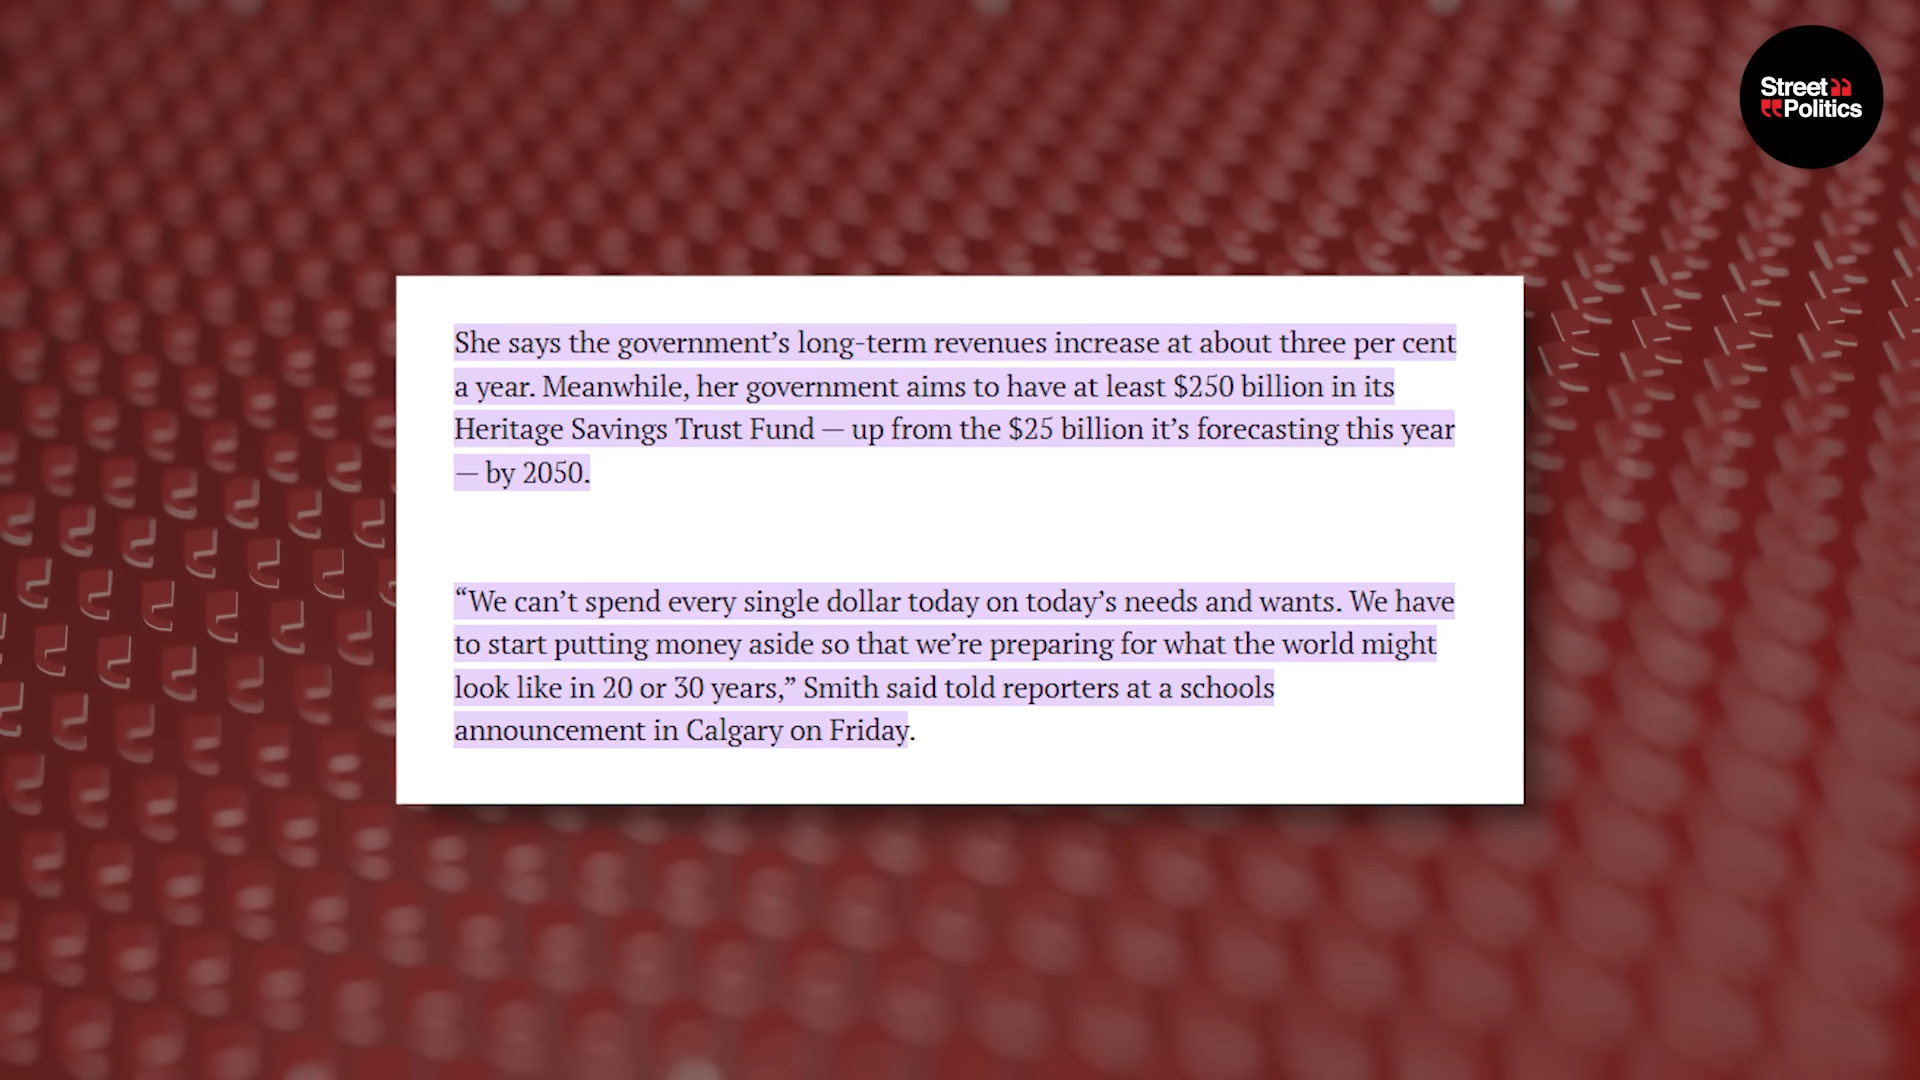 Street
Politics
She says the government’s long-term revenues increase at about three per cent
a year. Meanwhile, her government aims to have at least $250 billion in its
Heritage Savings Trust Fund — up from the $25 billion it’s forecasting this year
— by 2050.
“We can’t spend every single dollar today on today’s needs and wants. We have
to start putting money aside so that we’re preparing for what the world might
look like in 20 or 30 years,” Smith said told reporters at a schools
announcement in Calgary on Friday.